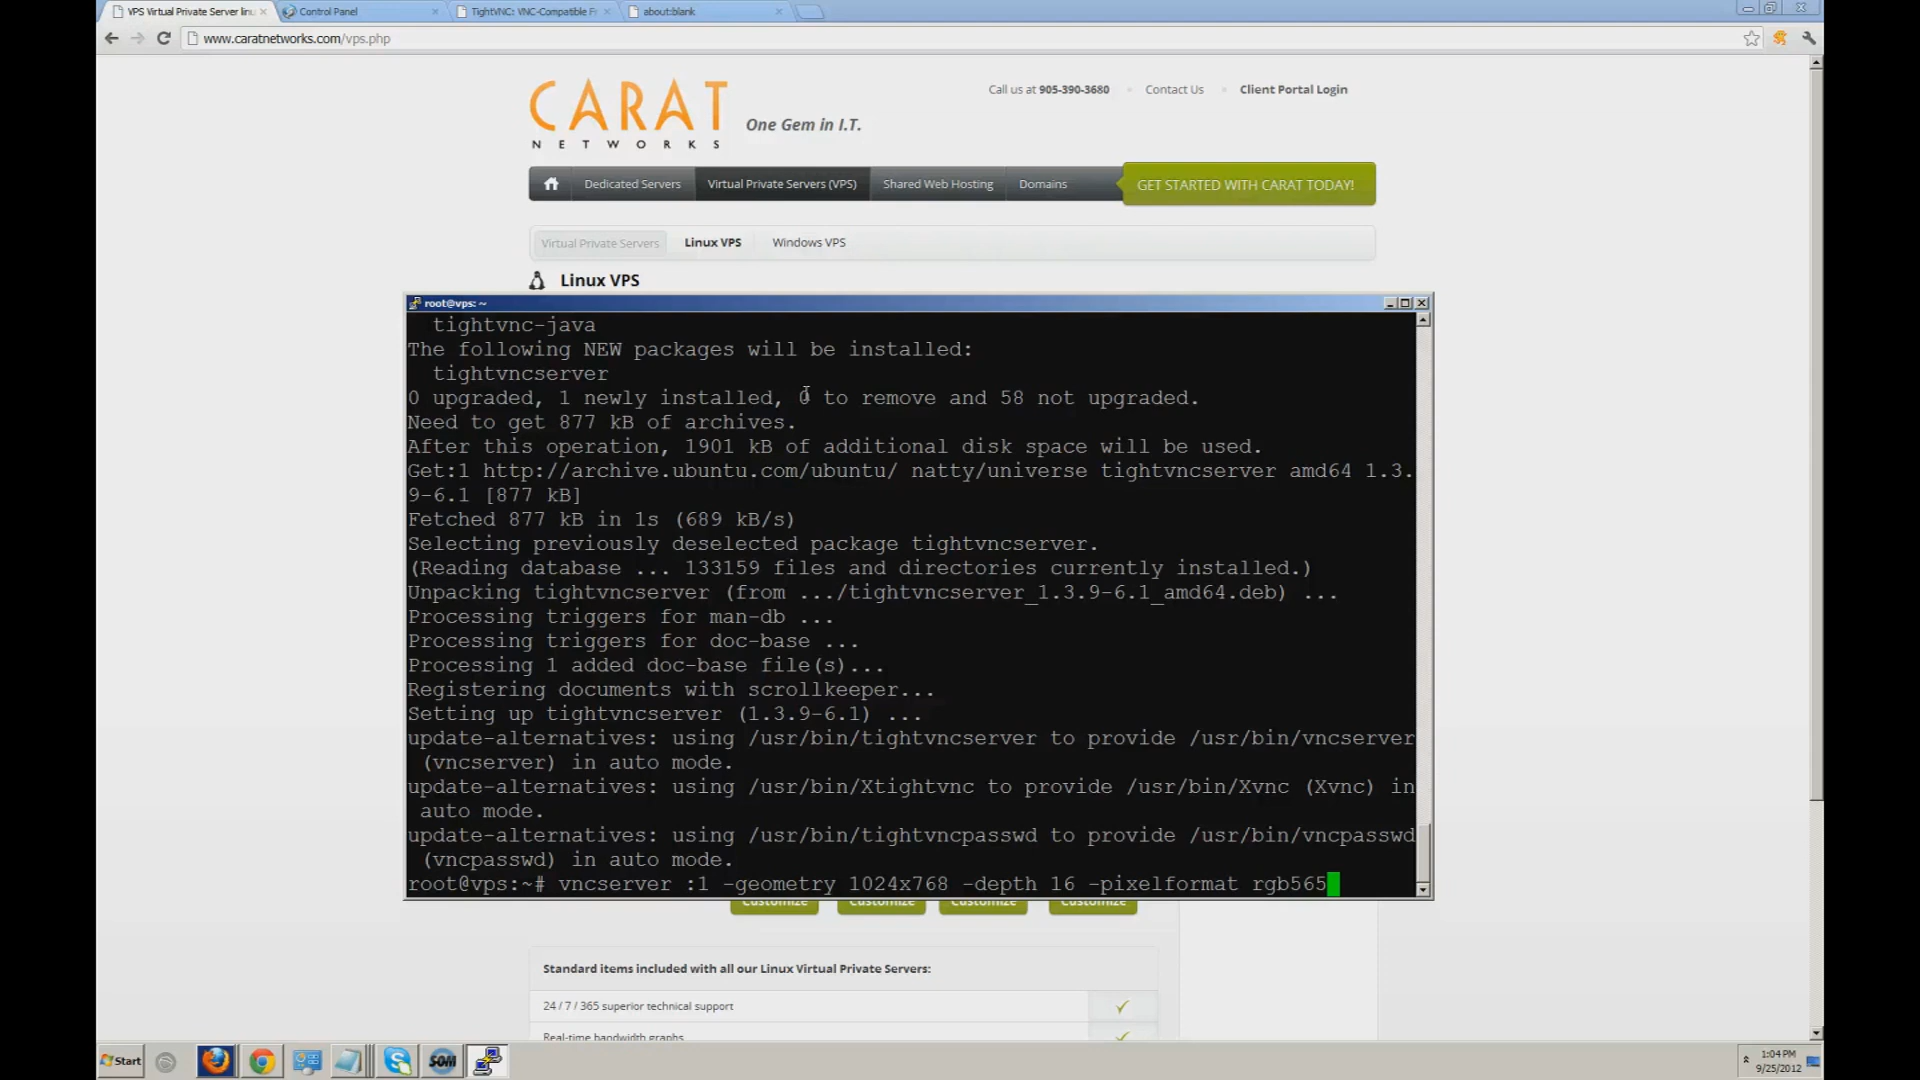 VPS Virtual Private Server linu
Control Panel
TightVNC: VNC-Compatible Fr
about:blank
www.caratnetworks.com/vps.php
CARAT
NETWORKS
One Gem in I.T.
Call us at 905-390-3680
Contact Us
Client Portal Login
Dedicated Servers
Virtual Private Servers (VPS)
Shared Web Hosting
Domains
GET STARTED WITH CARAT TODAY!
Virtual Private Servers
Linux VPS
Windows VPS
Linux VPS
root@vps: ~
tightvnc-java
The following NEW packages will be installed:
tightvncserver
0 upgraded, 1 newly installed, 0 to remove and 58 not upgraded.
Need to get 877 kB of archives.
After this operation, 1901 kB of additional disk space will be used.
Get:1 http://archive.ubuntu.com/ubuntu/ natty/universe tightvncserver amd64 1.3.
9-6.1 [877 kB]
Fetched 877 kB in 1s (689 kB/s)
Selecting previously deselected package tightvncserver.
(Reading database ... 133159 files and directories currently installed.)
Unpacking tightvncserver (from .../tightvncserver_1.3.9-6.1_amd64.deb) ...
Processing triggers for man-db ...
Processing triggers for doc-base ...
Processing 1 added doc-base file(s)...
Registering documents with scrollkeeper...
Setting up tightvncserver (1.3.9-6.1) ...
update-alternatives: using /usr/bin/tightvncserver to provide /usr/bin/vncserver
(vncserver) in auto mode.
update-alternatives: using /usr/bin/Xtightvnc to provide /usr/bin/Xvnc (Xvnc) in
auto mode.
update-alternatives: using /usr/bin/tightvncpasswd to provide /usr/bin/vncpasswd
(vncpasswd) in auto mode.
root@vps:~# vncserver :1 -geometry 1024x768 -depth 16 -pixelformat rgb565
Customize
Customize
Customize
Customize
Standard items included with all our Linux Virtual Private Servers:
24 / 7 / 365 superior technical support
Real-time bandwidth graphs
Start
SOM
1:04 PM
9/25/2012